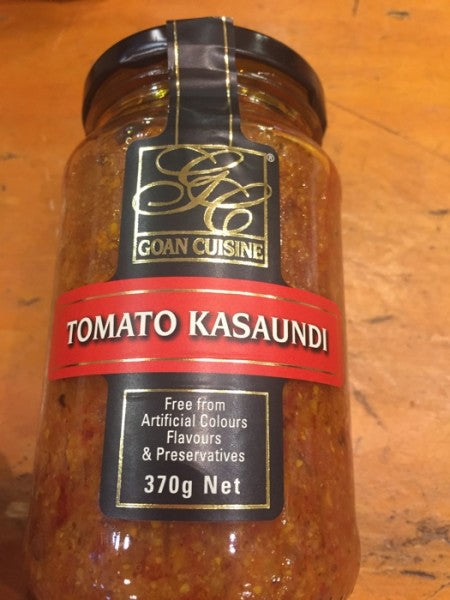 GC®
GOAN CUISINE
TOMATO KASAUNDI
Free from
Artificial Colours
Flavours
& Preservatives
370g Net